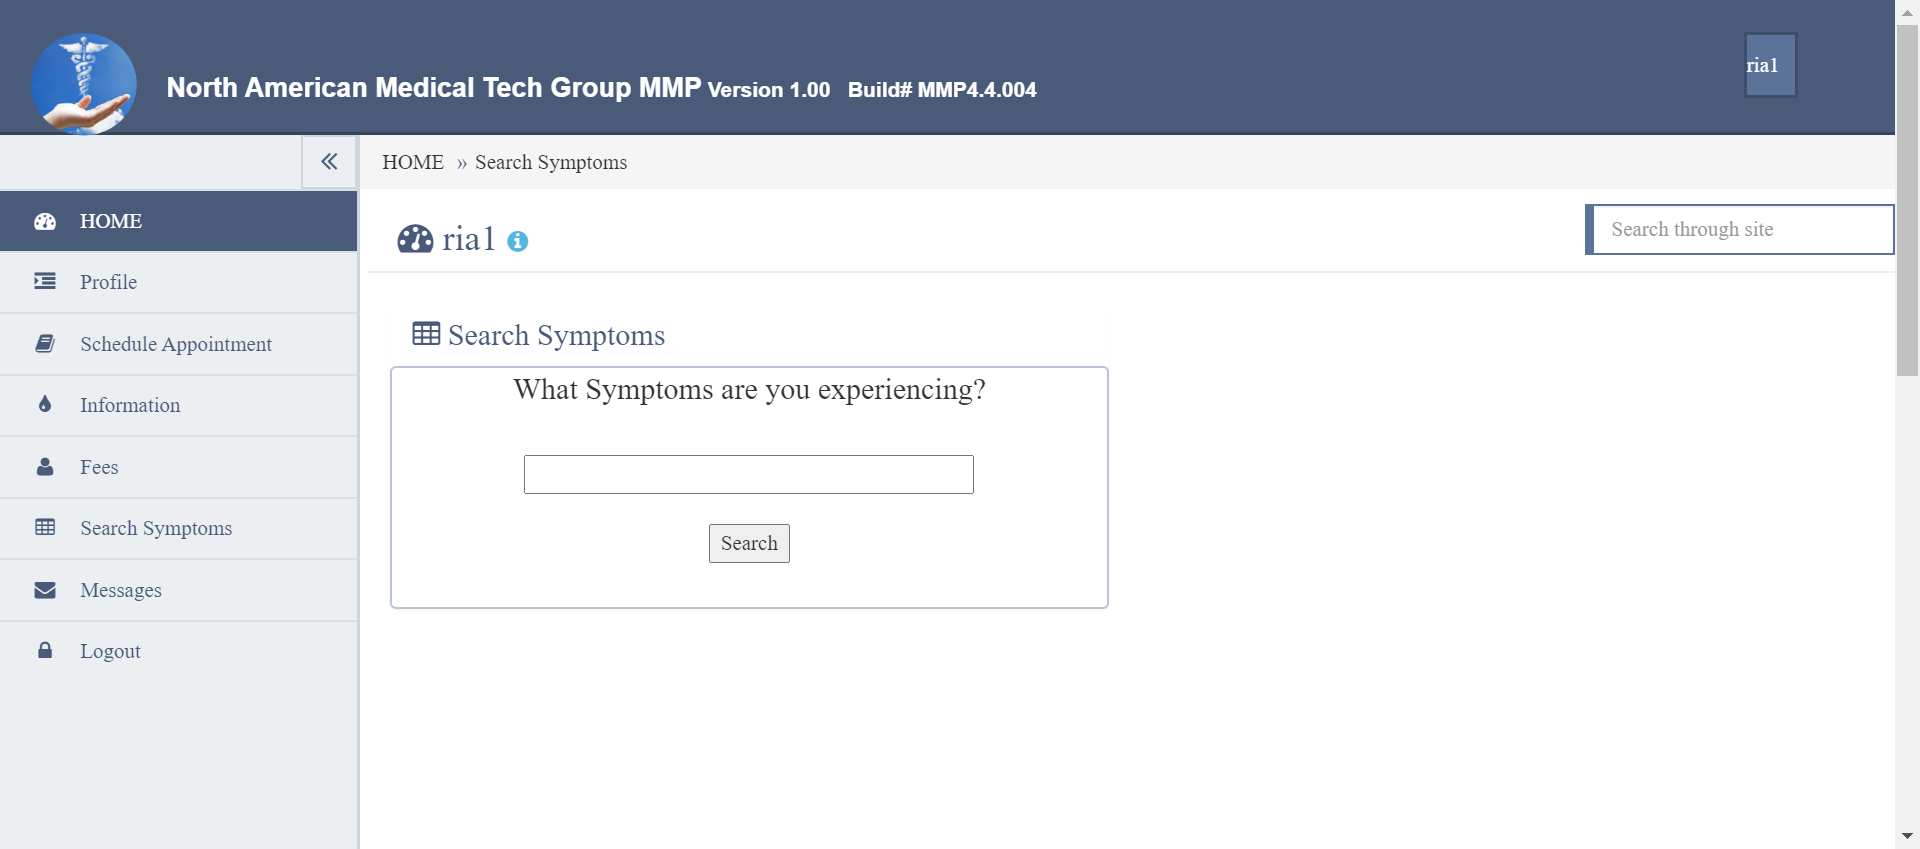 North American Medical Tech Group MMP Version 1.00 Build# MMP4.4.004
ria1
HOME » Search Symptoms
HOME
Profile
Schedule Appointment
Information
Fees
Search Symptoms
Messages
Logout
ria1
Search through site
Search Symptoms
What Symptoms are you experiencing?
Search